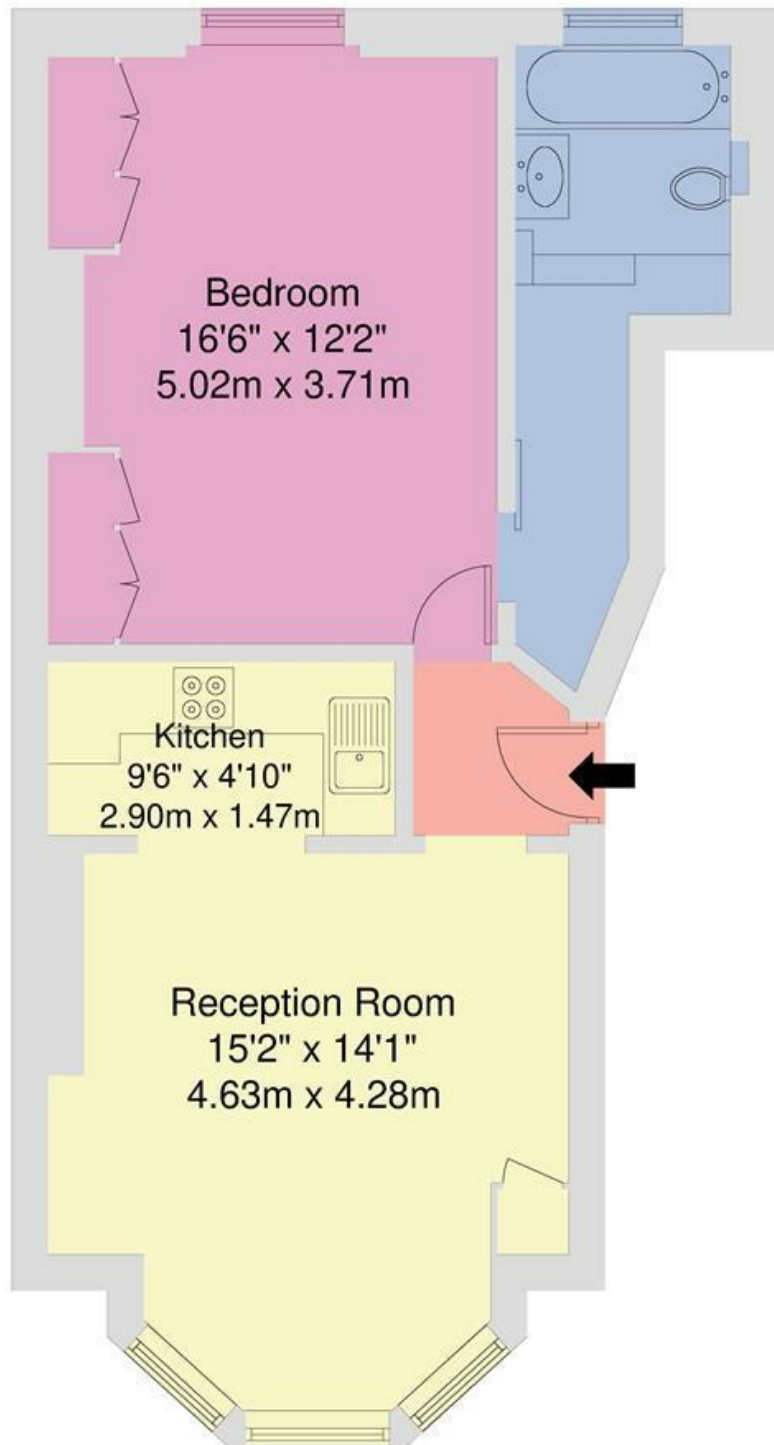 Bedroom
16'6" x 12'2"
5.02m x 3.71m
Kitchen
9'6" x 4'10"
2.90m x 1.47m
Reception Room
15'2" x 14'1"
4.63m x 4.28m